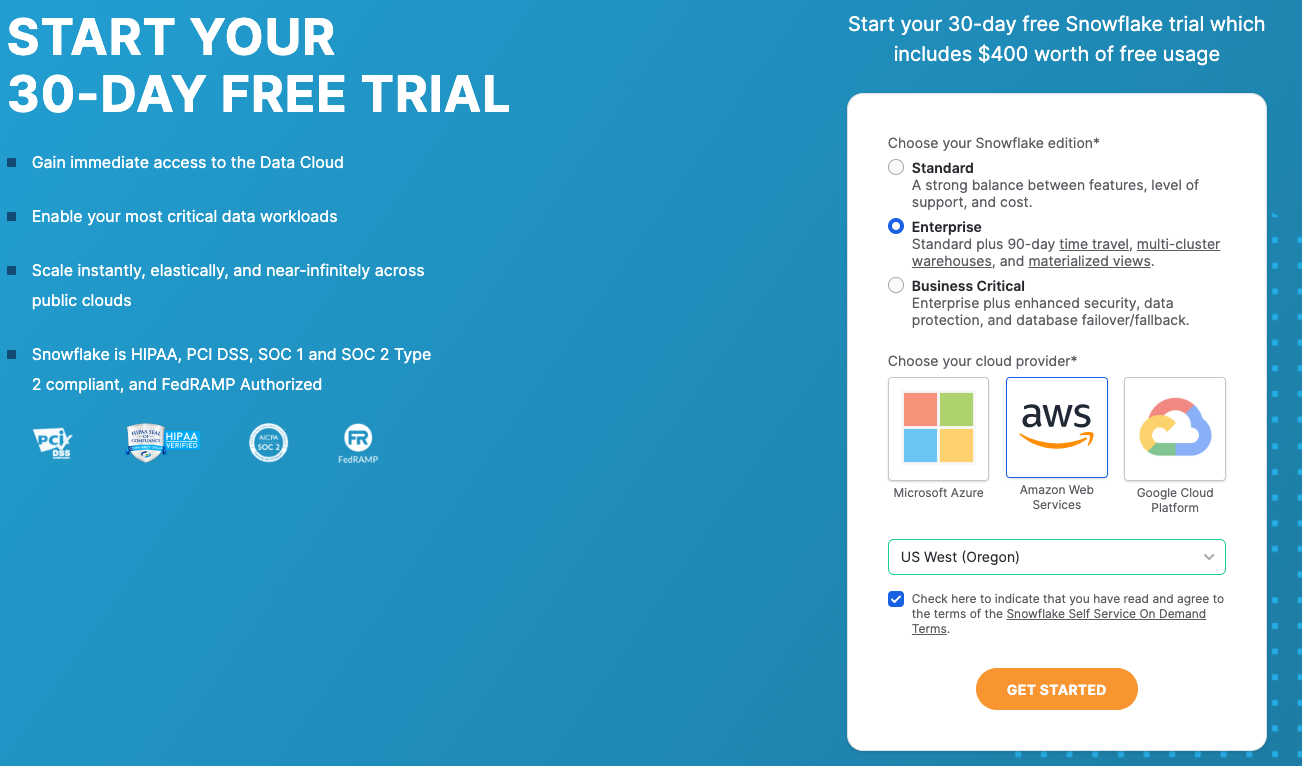 START YOUR
30-DAY FREE TRIAL
Gain immediate access to the Data Cloud
Enable your most critical data workloads
Scale instantly, elastically, and near-infinitely across
public clouds
Snowflake is HIPAA, PCI DSS, SOC 1 and SOC 2 Type
2 compliant, and FedRAMP Authorized
PCI
DSS
HIPAA SEAL
OF
COMPLIANCE
HIPAA
VERIFIED
AICPA
SOC 2
FR
FedRAMP
Start your 30-day free Snowflake trial which
includes $400 worth of free usage
Choose your Snowflake edition*
Standard
A strong balance between features, level of
support, and cost.
Enterprise
Standard plus 90-day time travel, multi-cluster
warehouses, and materialized views.
Business Critical
Enterprise plus enhanced security, data
protection, and database failover/fallback.
Choose your cloud provider*
aws
Microsoft Azure
Amazon Web
Services
Google Cloud
Platform
US West (Oregon)
Check here to indicate that you have read and agree to
the terms of the Snowflake Self Service On Demand
Terms.
GET STARTED